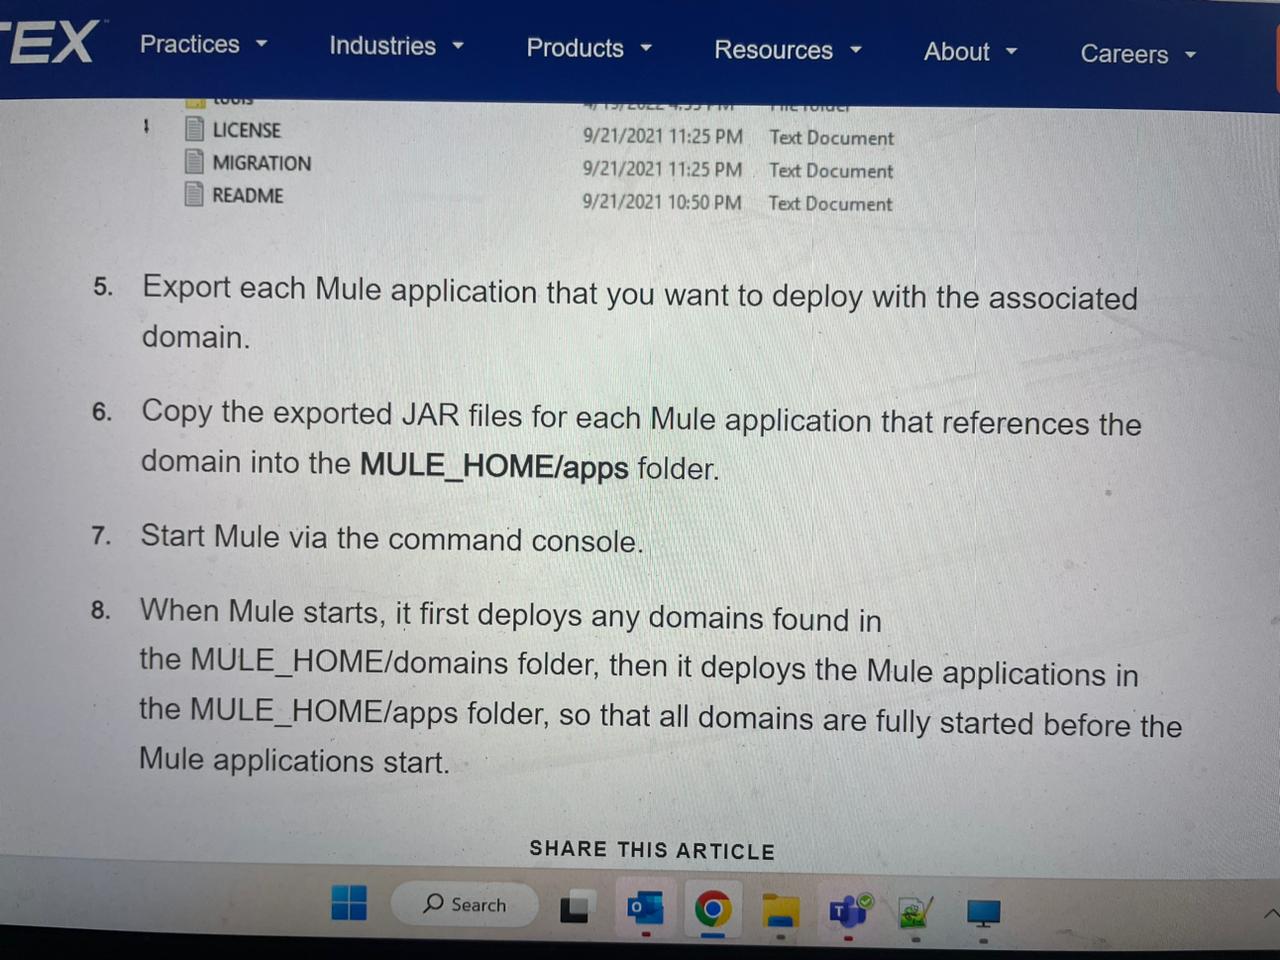 EX
Practices
Industries
Products
Resources
About
Careers
tools
LICENSE 9/21/2021 11:25 PM Text Document
MIGRATION 9/21/2021 11:25 PM Text Document
README 9/21/2021 10:50 PM Text Document
5. Export each Mule application that you want to deploy with the associated
domain.
6. Copy the exported JAR files for each Mule application that references the
domain into the MULE_HOME/apps folder.
7. Start Mule via the command console.
8. When Mule starts, it first deploys any domains found in
the MULE_HOME/domains folder, then it deploys the Mule applications in
the MULE_HOME/apps folder, so that all domains are fully started before the
Mule applications start.
SHARE THIS ARTICLE
Search